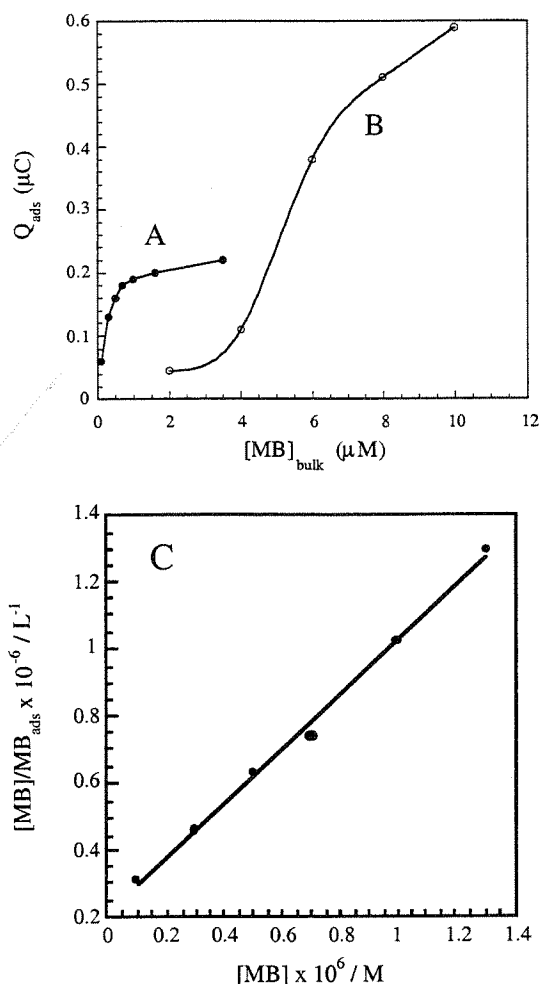 0.6
0.5
0.4
0.3
0.2
0.1
0
Q_ads (μC)
A
B
0 2 4 6 8 10 12
[MB]_bulk (μM)
1.4
1.2
1
0.8
0.6
0.4
0.2
[MB]/MB_ads x 10^-6 / L^-1
C
0 0.2 0.4 0.6 0.8 1 1.2 1.4
[MB] x 10^6 / M